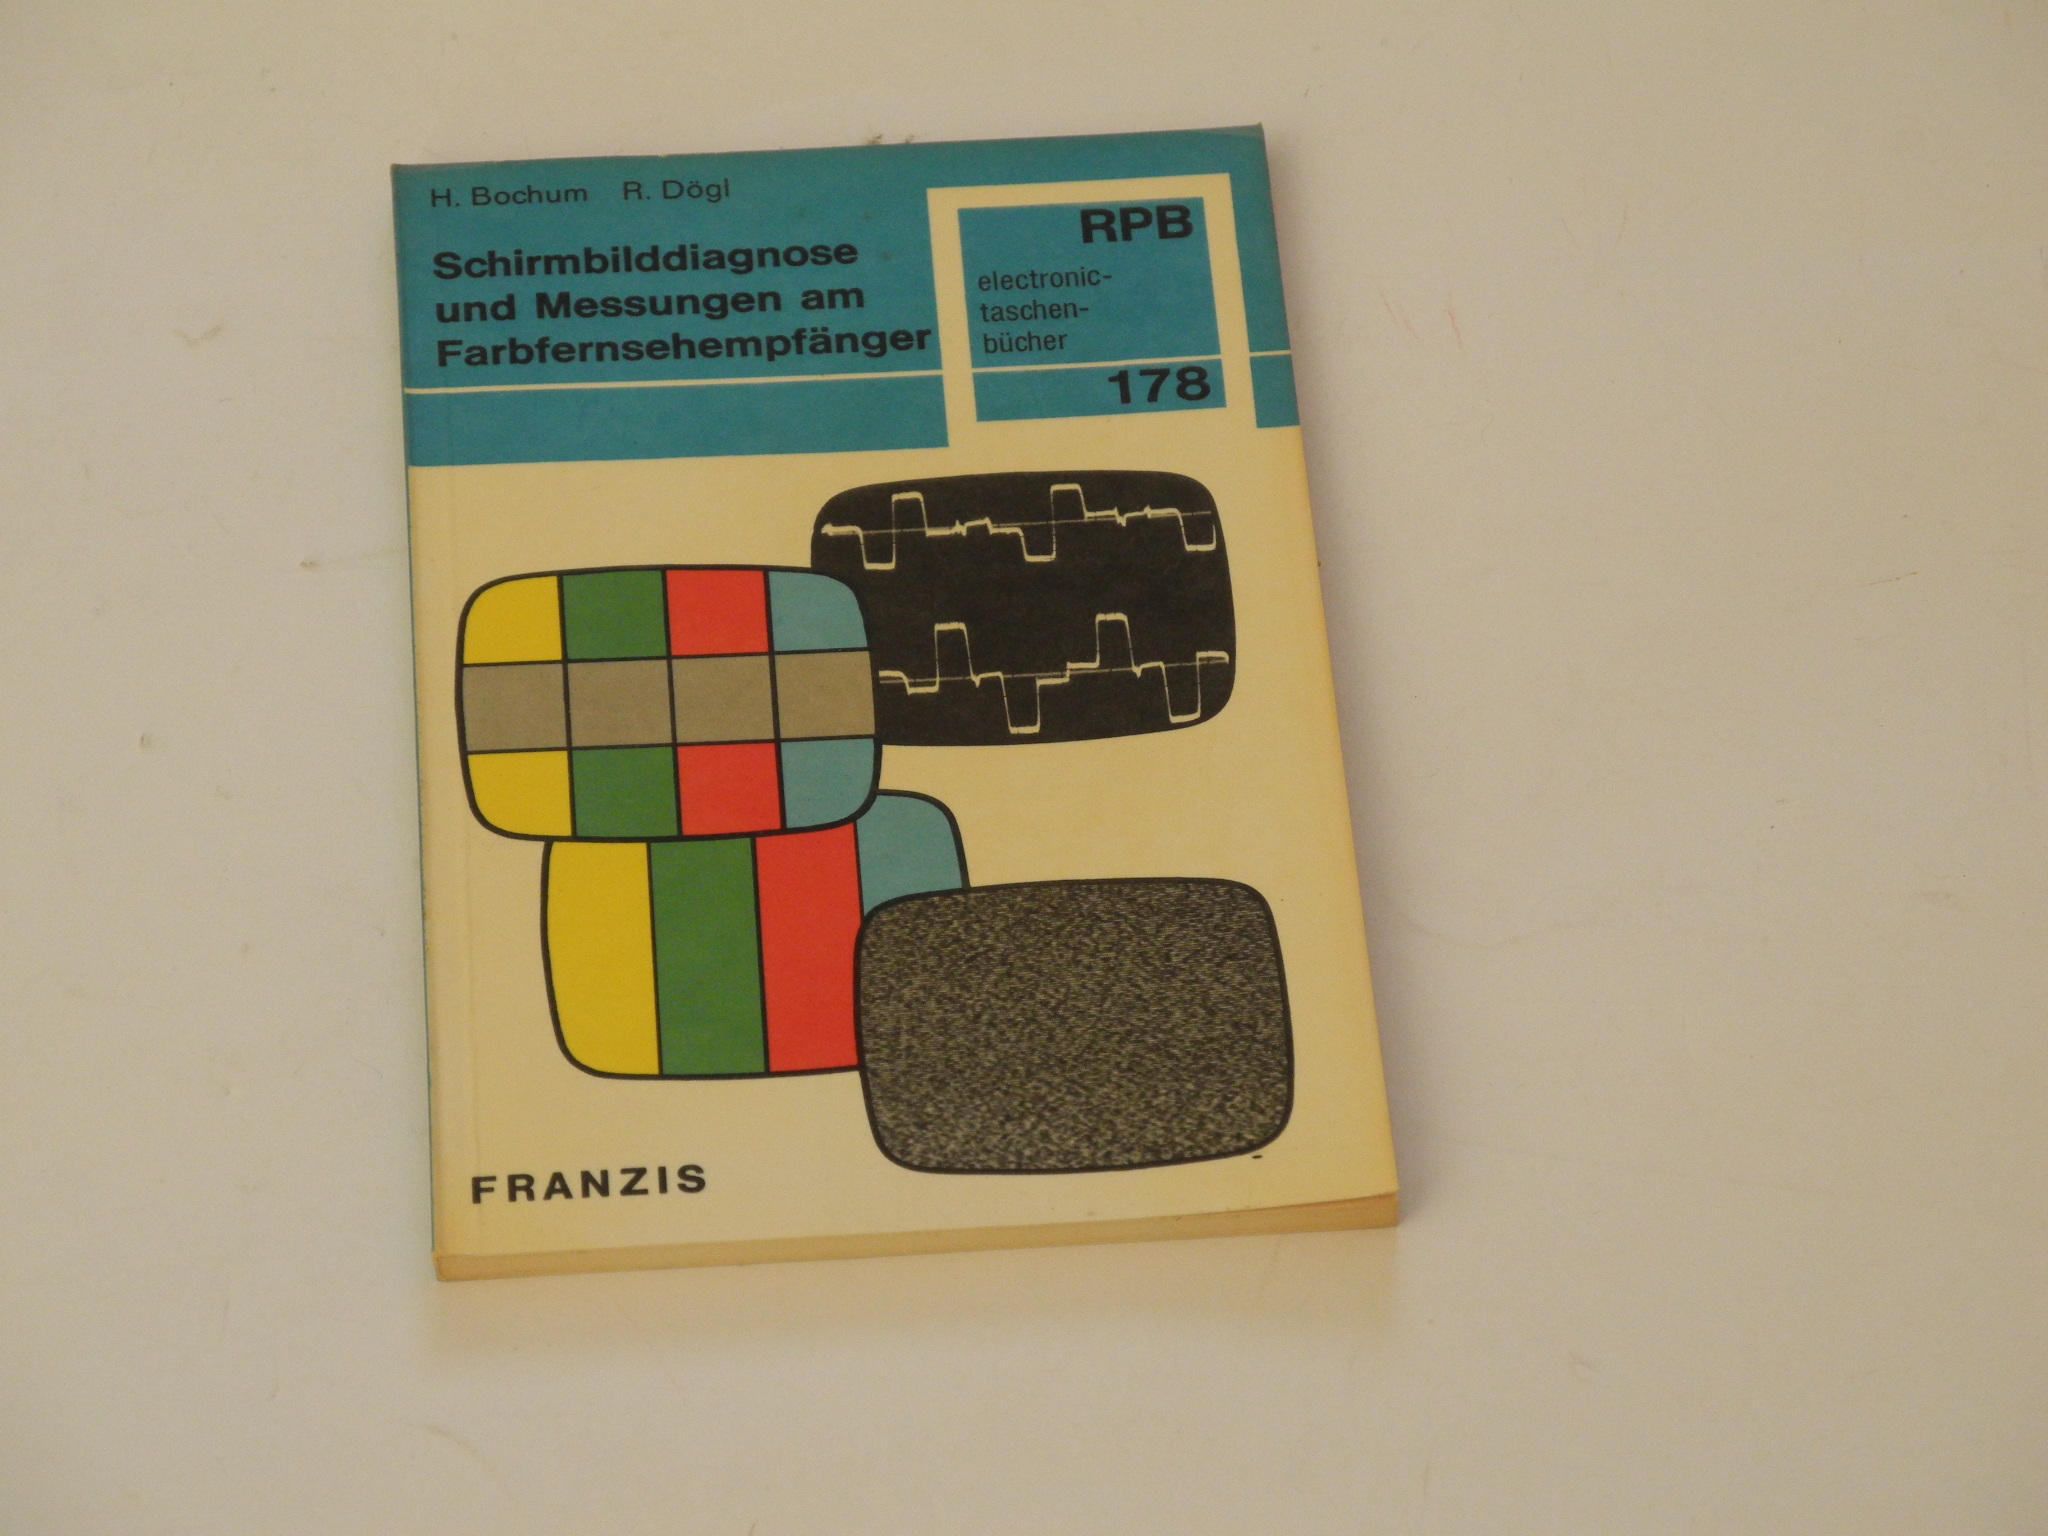 H. Bochum R. Dögl
Schirmbilddiagnose
und Messungen am
Farbfernsehempfänger
RPB
electronic-
taschen-
bücher
178
FRANZIS